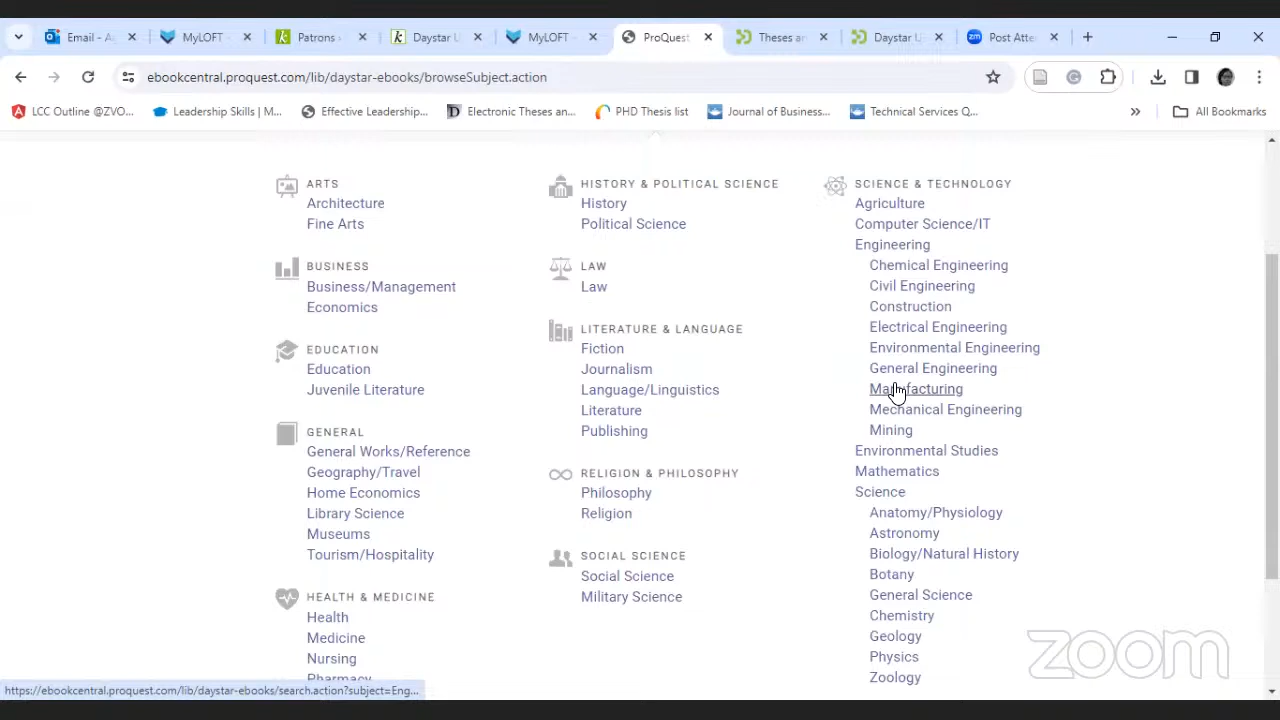 Email - A
MyLOFT -
Patrons
Daystar U
MyLOFT -
ProQuest
Theses ar
Daystar U
Post Atte
ebookcentral.proquest.com/lib/daystar-ebooks/browseSubject.action
LCC Outline @ZVO...
Leadership Skills | M...
Effective Leadership...
Electronic Theses an...
PHD Thesis list
Journal of Business...
Technical Services Q...
All Bookmarks
ARTS
Architecture
Fine Arts
BUSINESS
Business/Management
Economics
EDUCATION
Education
Juvenile Literature
GENERAL
General Works/Reference
Geography/Travel
Home Economics
Library Science
Museums
Tourism/Hospitality
HEALTH & MEDICINE
Health
Medicine
Nursing
Pharmacy
HISTORY & POLITICAL SCIENCE
History
Political Science
LAW
Law
LITERATURE & LANGUAGE
Fiction
Journalism
Language/Linguistics
Literature
Publishing
RELIGION & PHILOSOPHY
Philosophy
Religion
SOCIAL SCIENCE
Social Science
Military Science
SCIENCE & TECHNOLOGY
Agriculture
Computer Science/IT
Engineering
Chemical Engineering
Civil Engineering
Construction
Electrical Engineering
Environmental Engineering
General Engineering
Manufacturing
Mechanical Engineering
Mining
Environmental Studies
Mathematics
Science
Anatomy/Physiology
Astronomy
Biology/Natural History
Botany
General Science
Chemistry
Geology
Physics
Zoology
zoom
https://ebookcentral.proquest.com/lib/daystar-ebooks/search.action?subject=Eng...